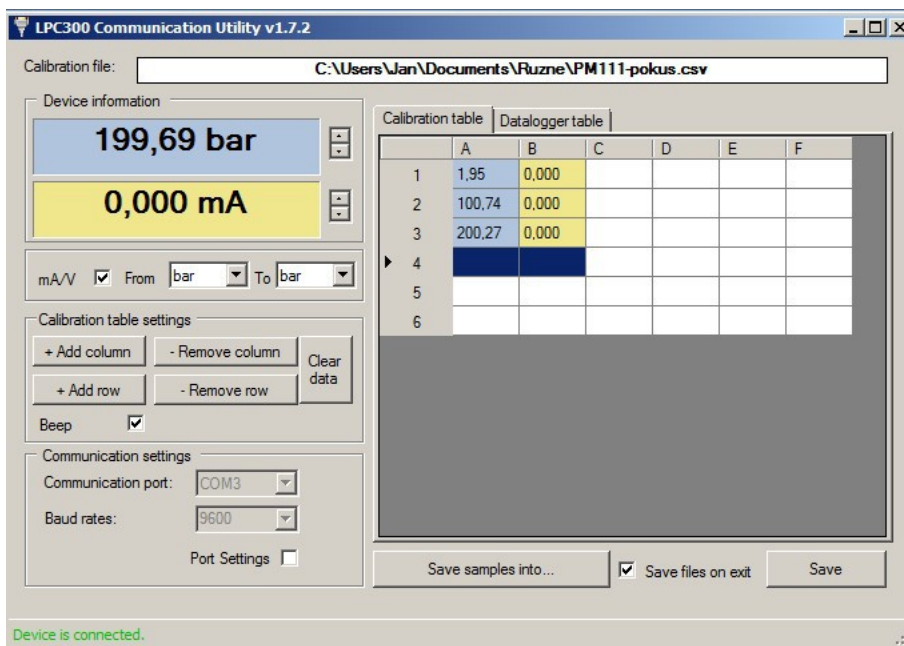 LPC300 Communication Utility v1.7.2
Calibration file: C:\Users\Jan\Documents\Ruzne\PM111-pokus.csv
Device information
199,69 bar
0,000 mA
mA/V From bar To bar
Calibration table settings
+ Add column - Remove column
Clear data
+ Add row - Remove row
Beep
Communication settings
Communication port: COM3
Baud rates: 9600
Port Settings
Calibration table Datalogger table
A B C D E F
1 1,95 0,000
2 100,74 0,000
3 200,27 0,000
4
5
6
Save samples into... Save files on exit Save
Device is connected.